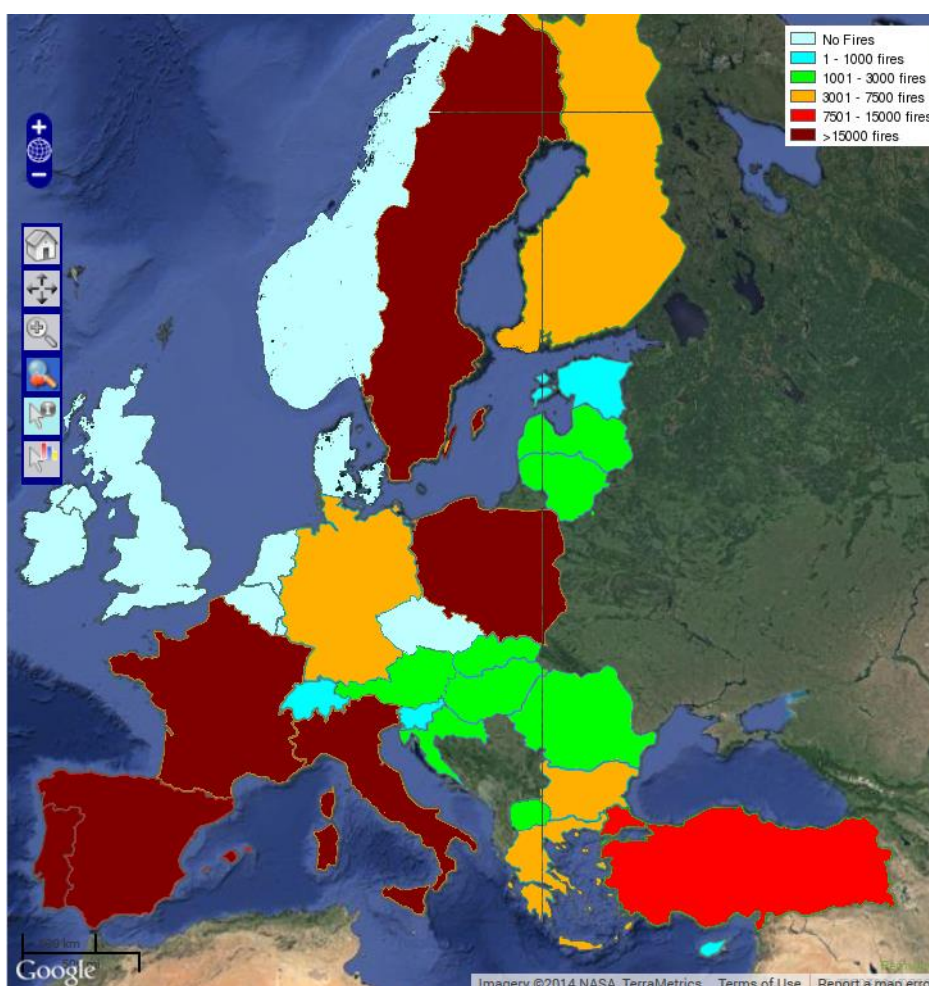 No Fires
1 - 1000 fires
1001 - 3000 fires
3001 - 7500 fires
7501 - 15000 fires
>15000 fires
Google
Imagery ©2014 NASA, TerraMetrics
Terms of Use
Report a map erro